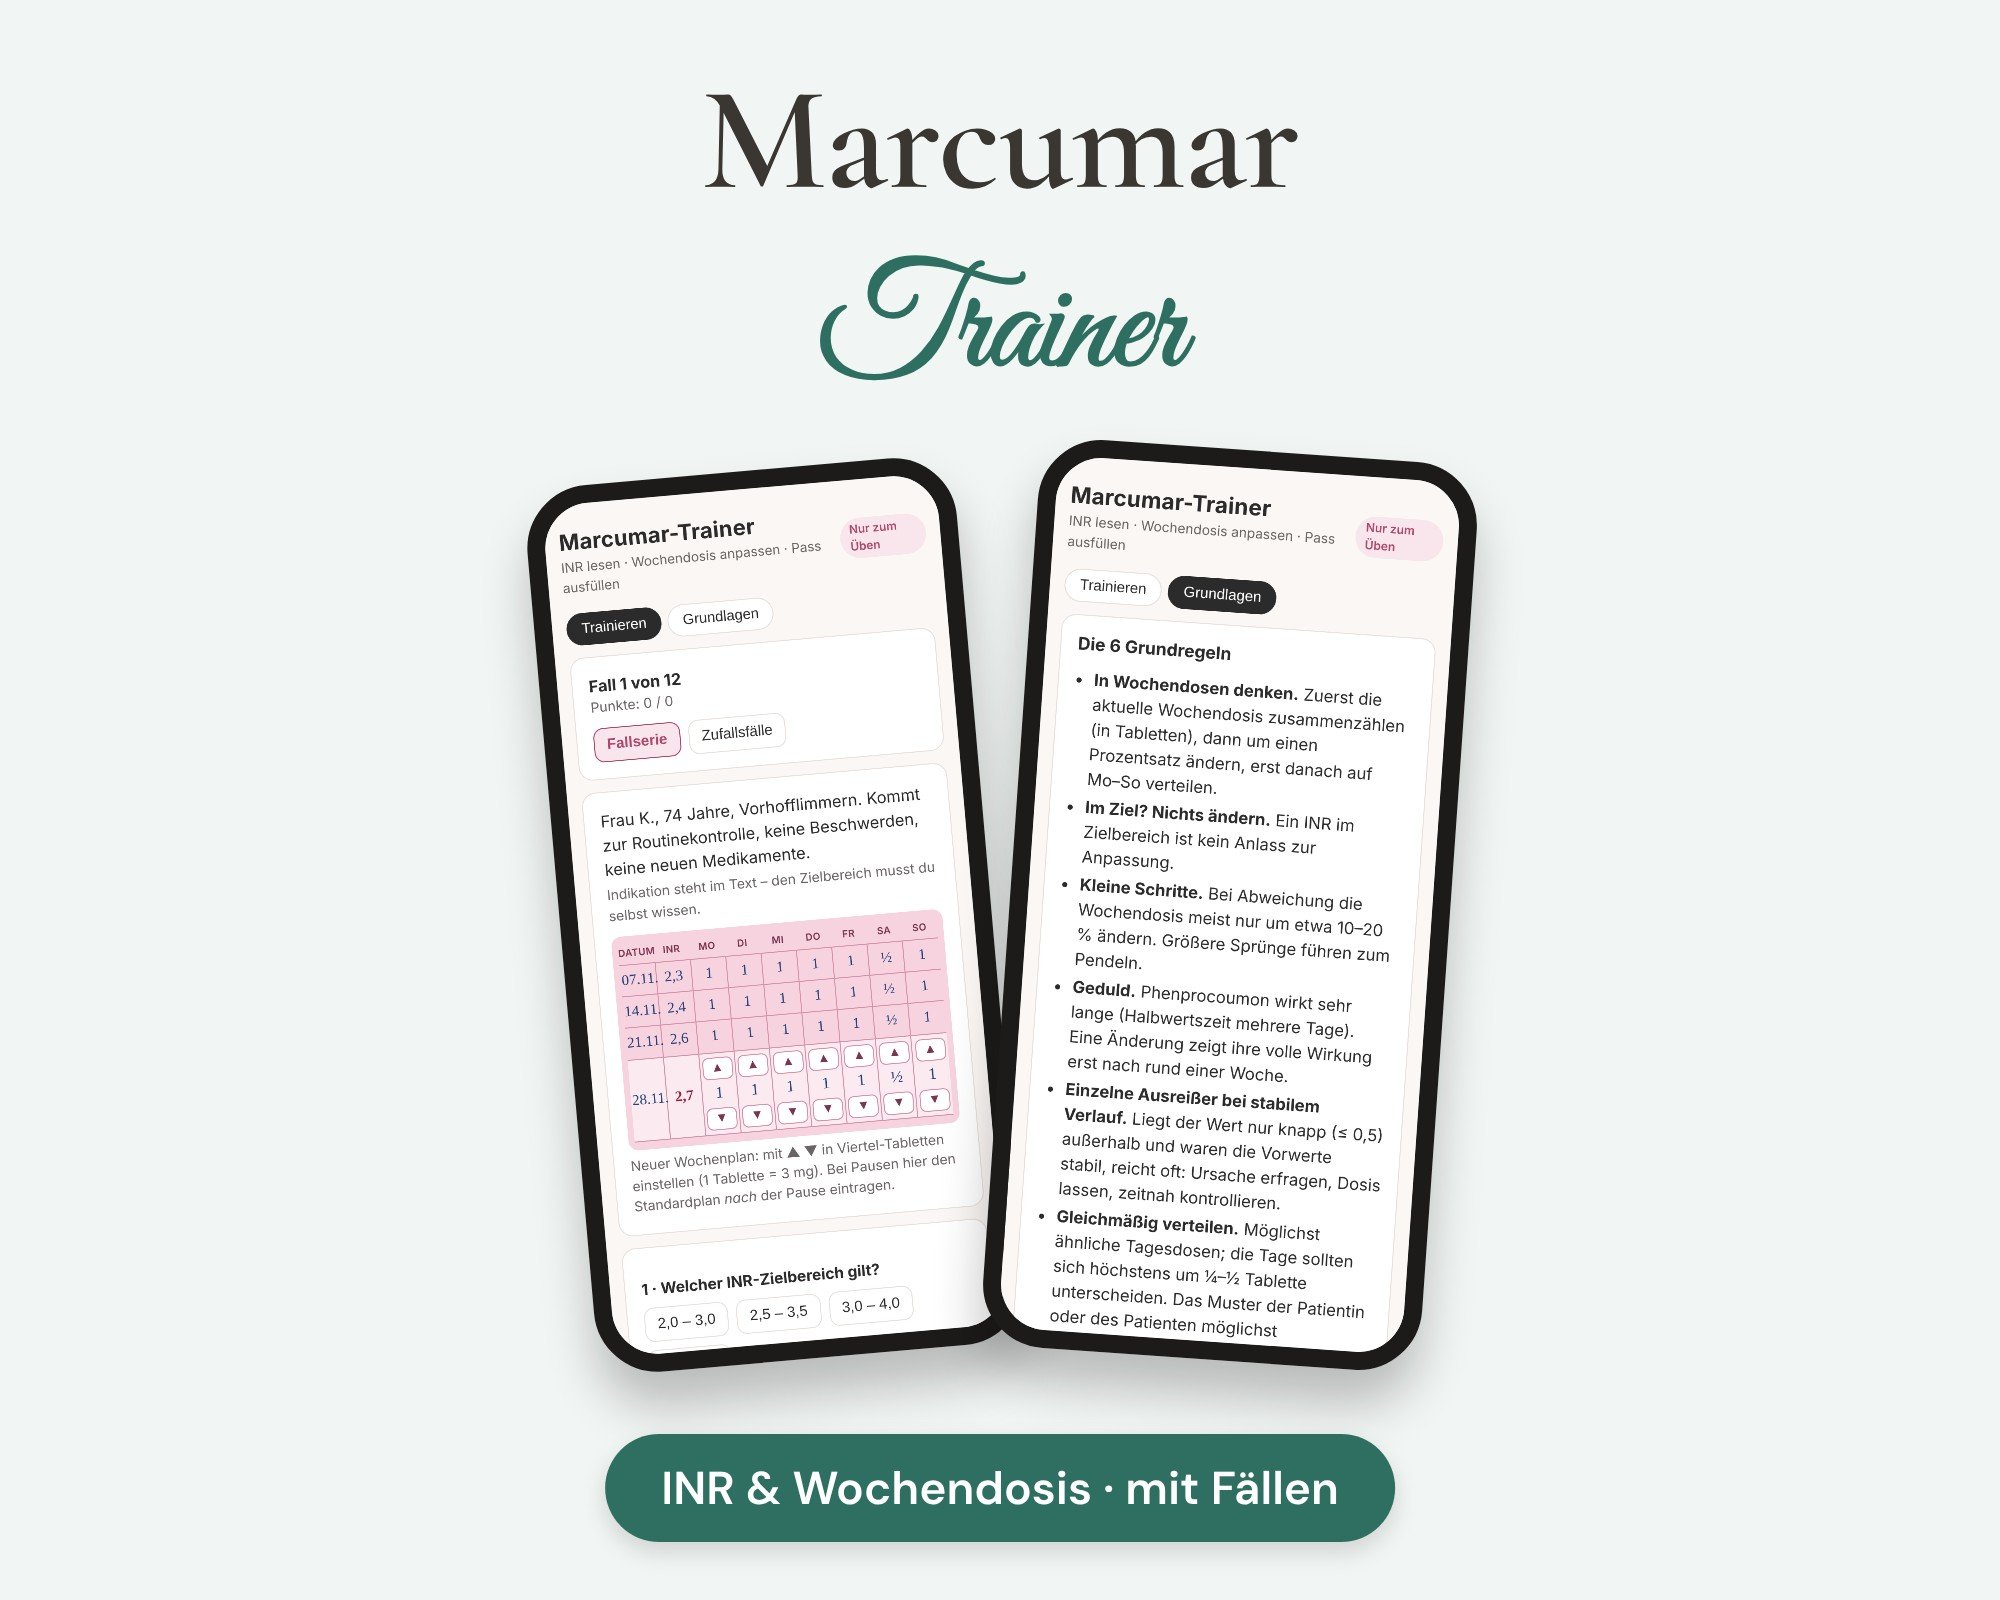 Marcumar
Trainer
Marcumar-Trainer
INR lesen · Wochendosis anpassen · Pass
ausfüllen
Nur zum
Üben
Trainieren
Grundlagen
Fall 1 von 12
Punkte: 0 / 0
Fallserie
Zufallsfälle
Frau K., 74 Jahre, Vorhofflimmern. Kommt
zur Routinekontrolle, keine Beschwerden,
keine neuen Medikamente.
Indikation steht im Text – den Zielbereich musst du
selbst wissen.
DATUM INR MO DI MI DO FR SA SO
07.11. 2,3 1 1 1 1 1 ½ 1
14.11. 2,4 1 1 1 1 1 ½ 1
21.11. 2,6 1 1 1 1 1 ½ 1
▲ ▲ ▲ ▲ ▲ ▲ ▲
28.11. 2,7 1 1 1 1 1 ½ 1
▼ ▼ ▼ ▼ ▼ ▼ ▼
Neuer Wochenplan: mit ▲ ▼ in Viertel-Tabletten
einstellen (1 Tablette = 3 mg). Bei Pausen hier den
Standardplan nach der Pause eintragen.
1 · Welcher INR-Zielbereich gilt?
2,0 – 3,0
2,5 – 3,5
3,0 – 4,0
Marcumar-Trainer
INR lesen · Wochendosis anpassen · Pass
ausfüllen
Nur zum
Üben
Trainieren
Grundlagen
Die 6 Grundregeln
• In Wochendosen denken. Zuerst die
aktuelle Wochendosis zusammenzählen
(in Tabletten), dann um einen
Prozentsatz ändern, erst danach auf
Mo–So verteilen.
• Im Ziel? Nichts ändern. Ein INR im
Zielbereich ist kein Anlass zur
Anpassung.
• Kleine Schritte. Bei Abweichung die
Wochendosis meist nur um etwa 10–20
% ändern. Größere Sprünge führen zum
Pendeln.
• Geduld. Phenprocoumon wirkt sehr
lange (Halbwertszeit mehrere Tage).
Eine Änderung zeigt ihre volle Wirkung
erst nach rund einer Woche.
• Einzelne Ausreißer bei stabilem
Verlauf. Liegt der Wert nur knapp (≤ 0,5)
außerhalb und waren die Vorwerte
stabil, reicht oft: Ursache erfragen, Dosis
lassen, zeitnah kontrollieren.
• Gleichmäßig verteilen. Möglichst
ähnliche Tagesdosen; die Tage sollten
sich höchstens um ¼–½ Tablette
unterscheiden. Das Muster der Patientin
oder des Patienten möglichst
INR & Wochendosis · mit Fällen